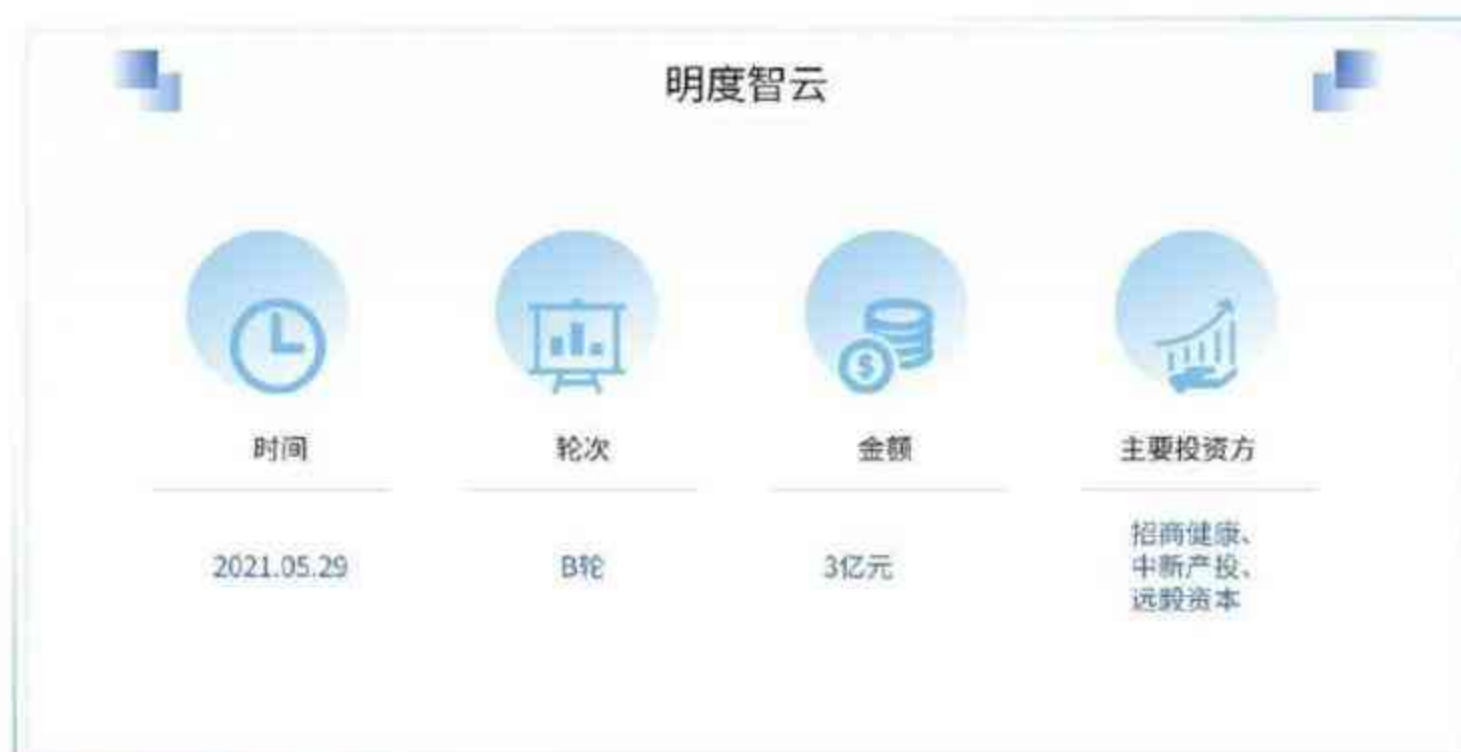 明度智云
时间
轮次
金额
主要投资方
2021.05.29
B轮
3亿元
招商健康、
中新产投、
远毅资本